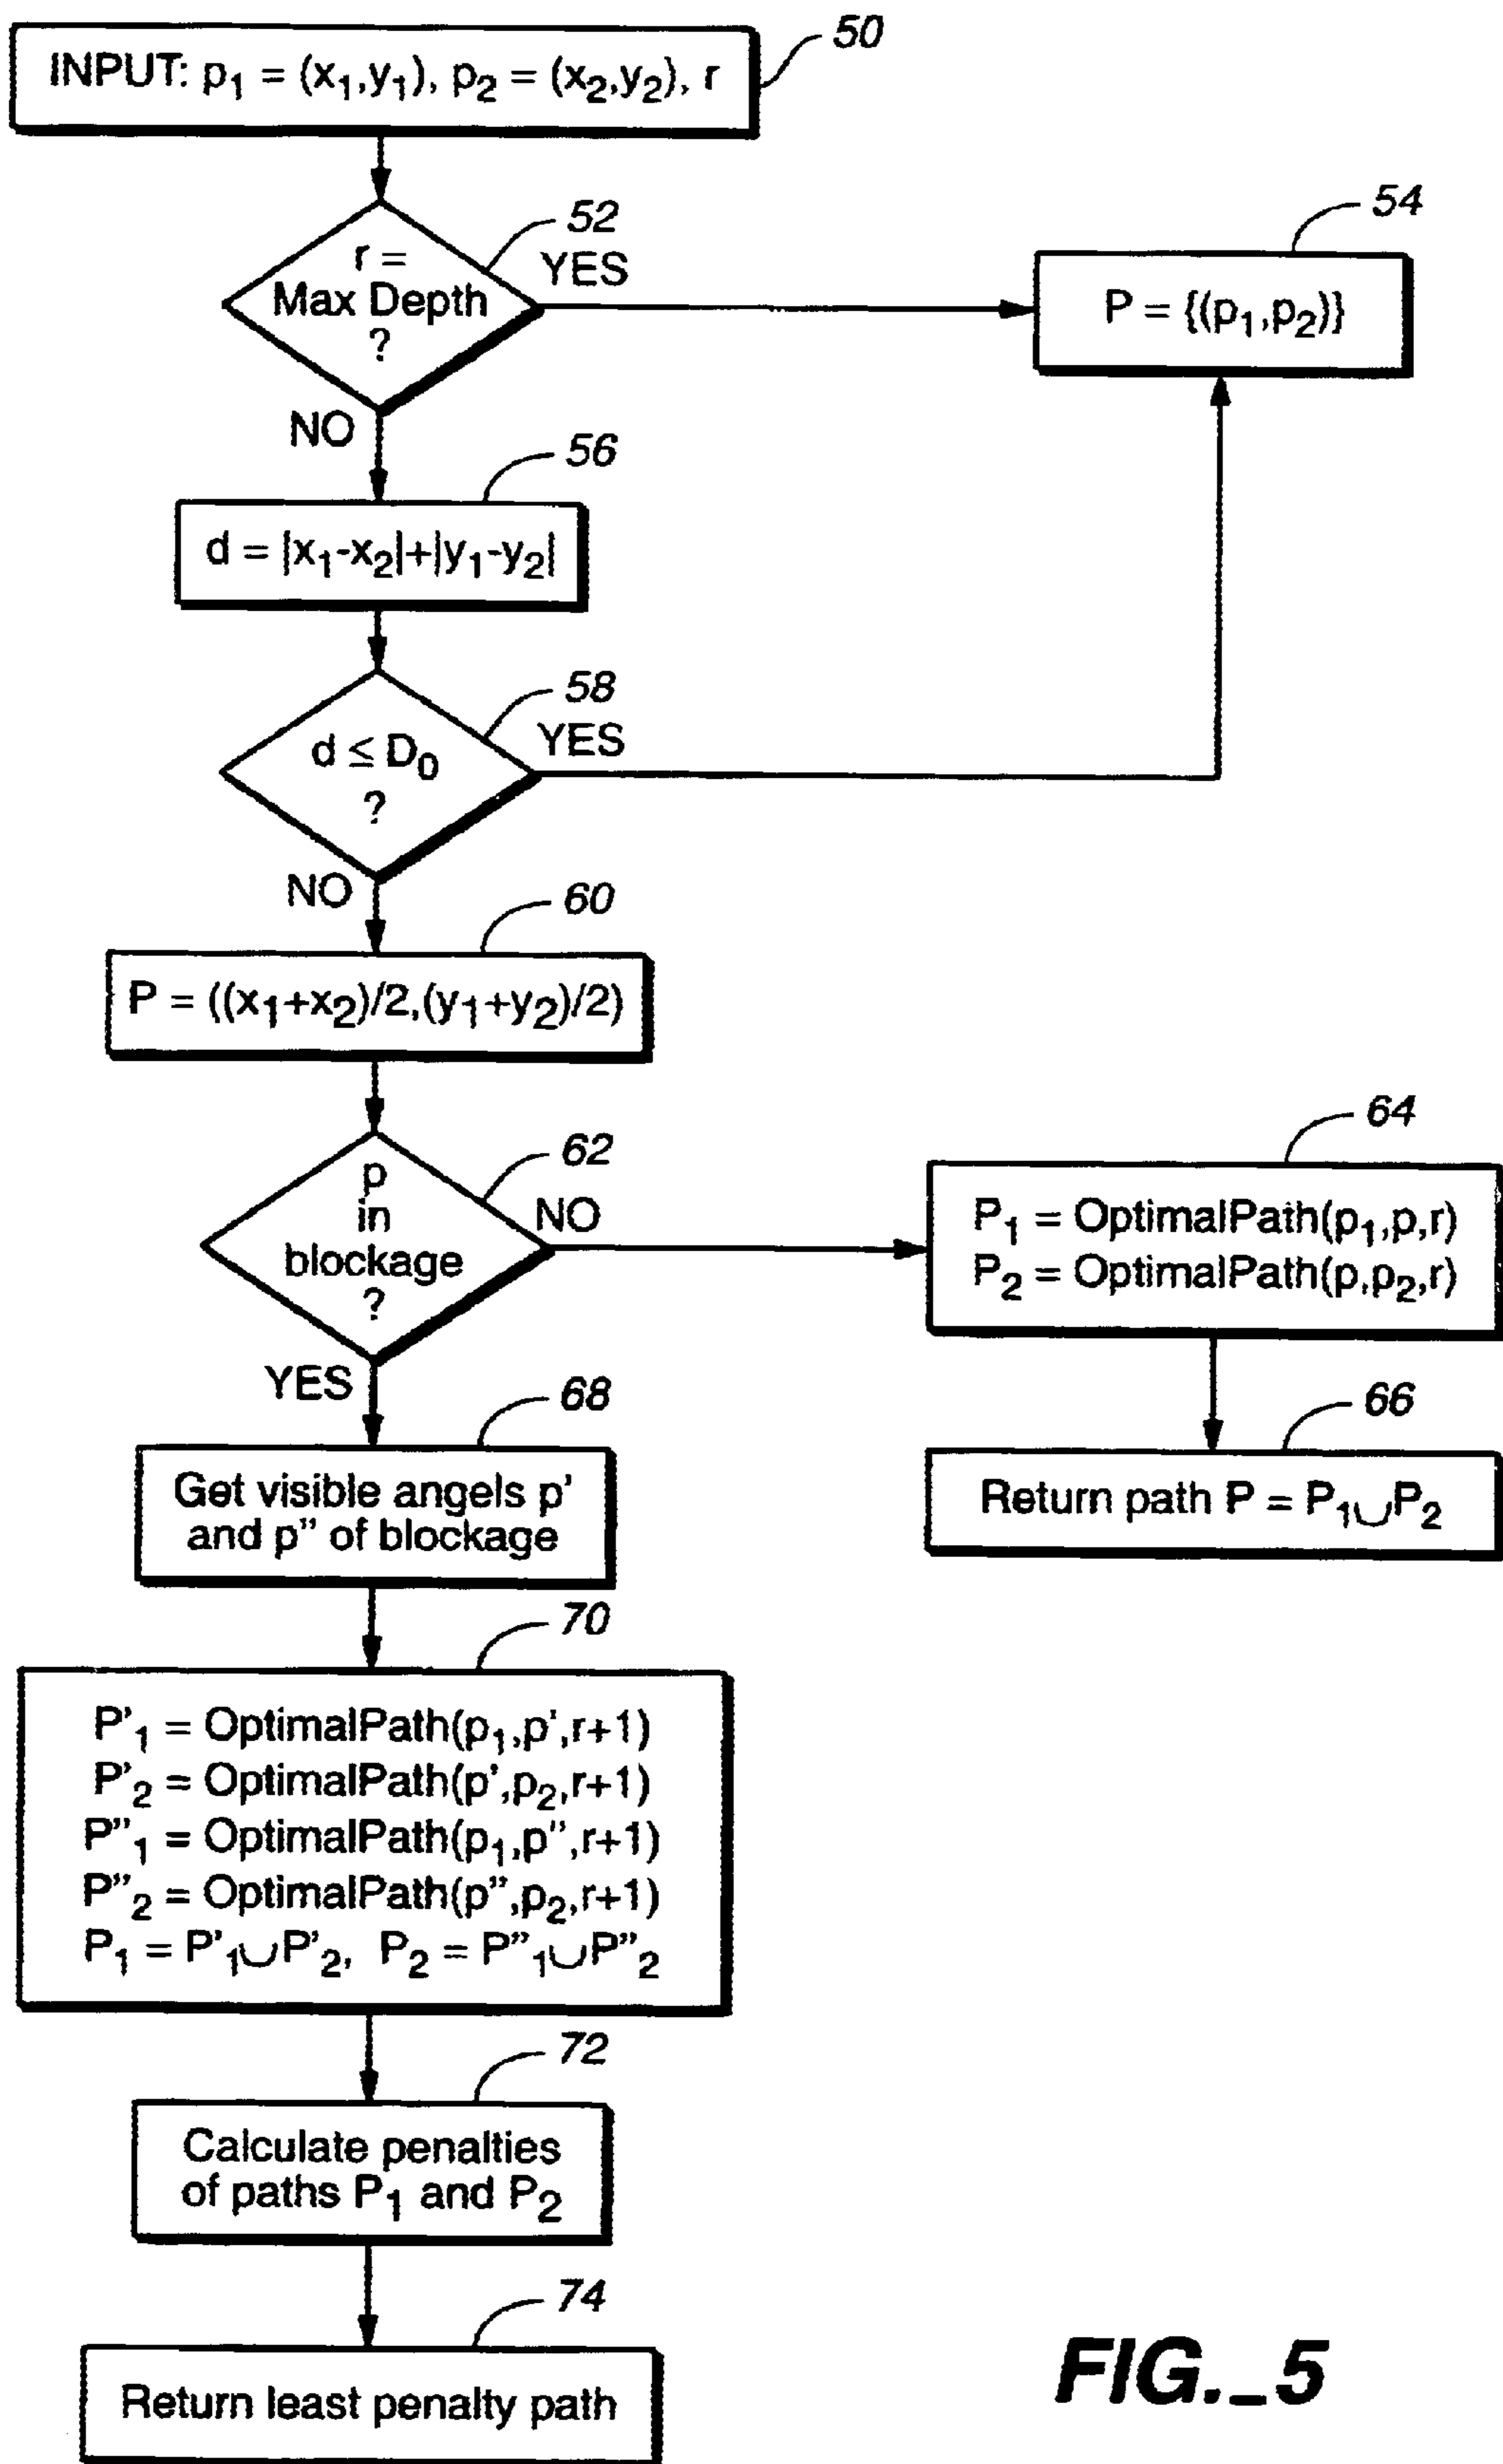 50
INPUT: p₁ = (x₁,y₁), p₂ = (x₂,y₂), r
52
r =
Max Depth
?
YES
NO
54
P = {(p₁,p₂)}
56
d = |x₁-x₂|+|y₁-y₂|
58
d ≤ D₀
?
YES
NO
60
P = ((x₁+x₂)/2,(y₁+y₂)/2)
62
p
in
blockage
?
NO
YES
64
P₁ = OptimalPath(p₁,p,r)
P₂ = OptimalPath(p,p₂,r)
66
Return path P = P₁∪P₂
68
Get visible angels p'
and p" of blockage
70
P'₁ = OptimalPath(p₁,p',r+1)
P'₂ = OptimalPath(p',p₂,r+1)
P"₁ = OptimalPath(p₁,p",r+1)
P"₂ = OptimalPath(p",p₂,r+1)
P₁ = P'₁∪P'₂, P₂ = P"₁∪P"₂
72
Calculate penalties
of paths P₁ and P₂
74
Return least penalty path
FIG._5